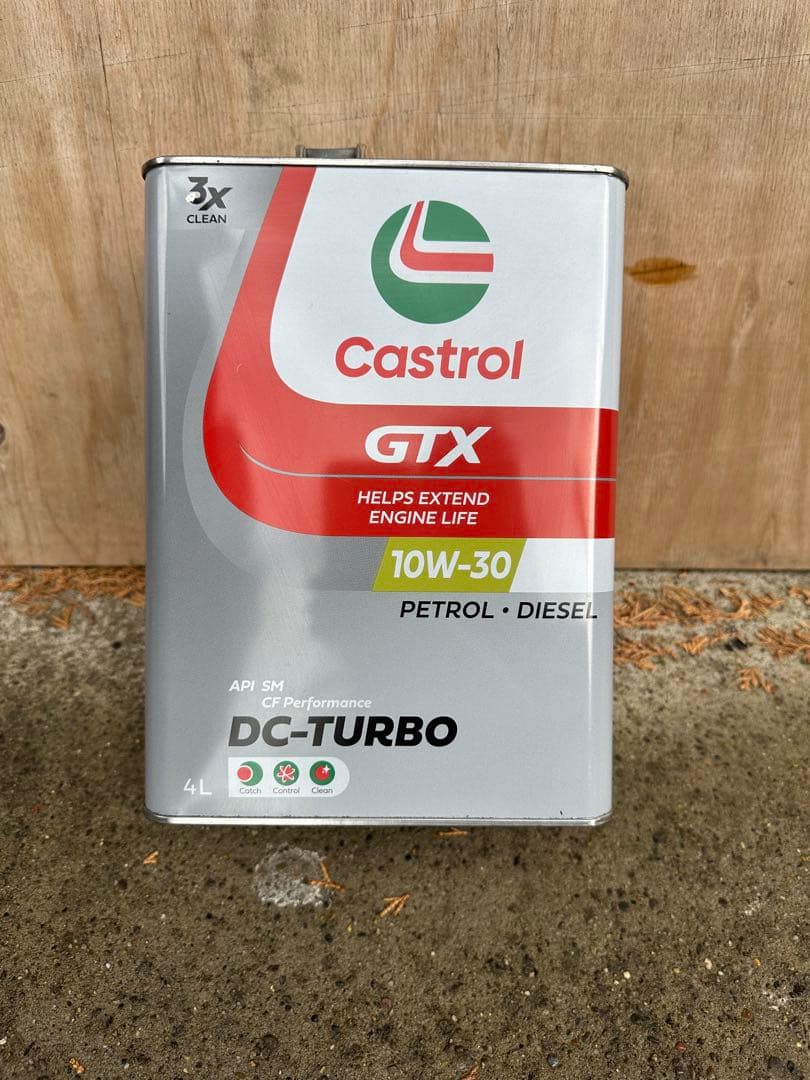 3X
CLEAN
Castrol
GTX
HELPS EXTEND
ENGINE LIFE
10W-30
PETROL • DIESEL
API SM
CF Performance
DC-TURBO
4L
Catch Control Clean